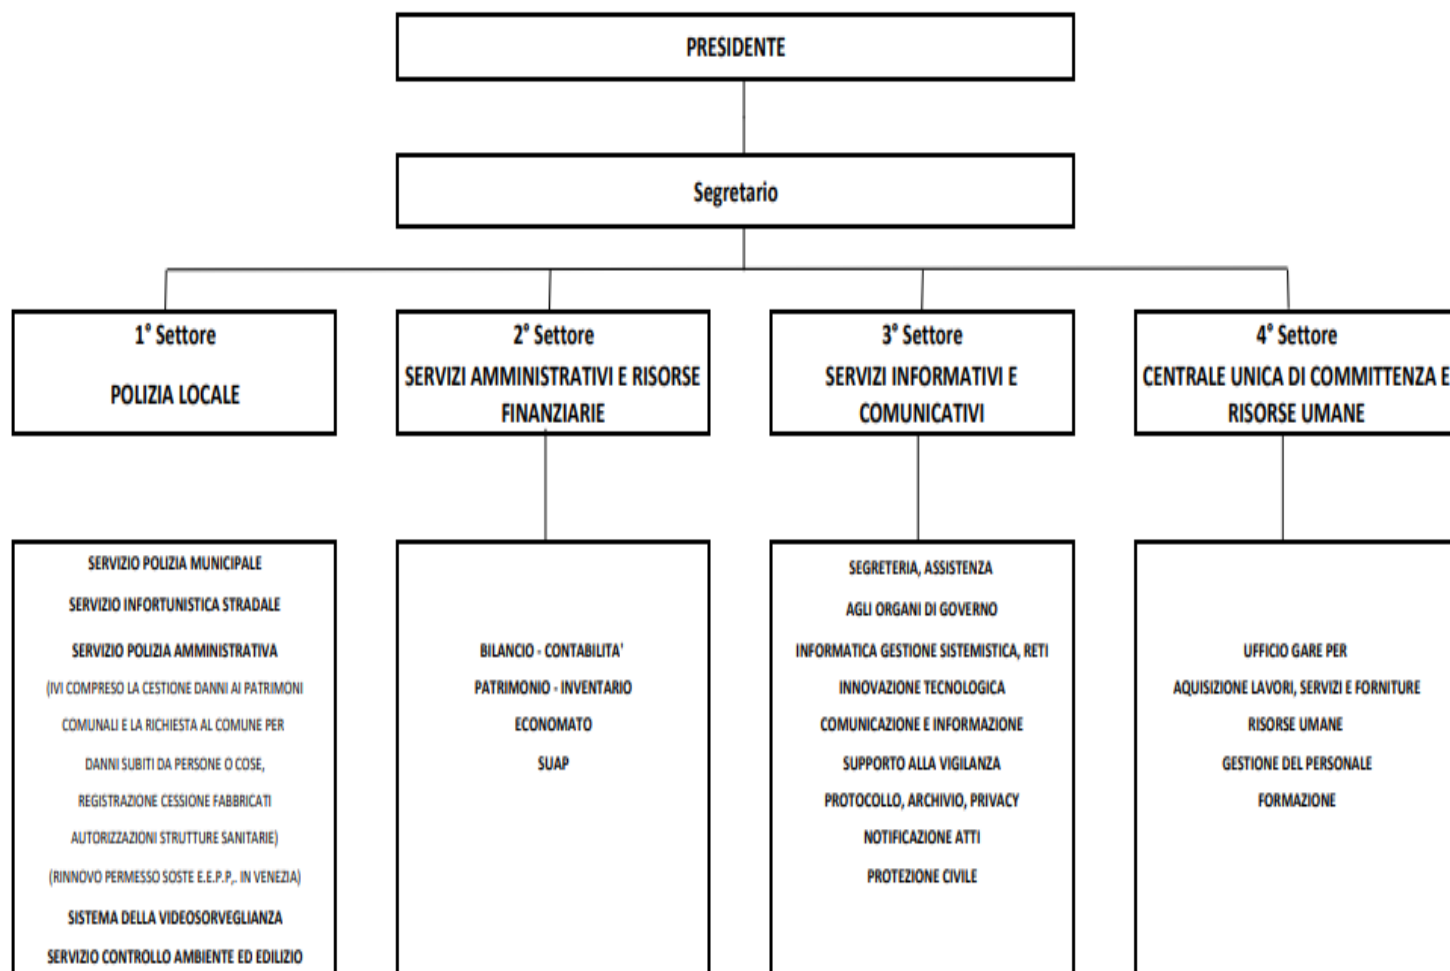 PRESIDENTE
Segretario
1° Settore
POLIZIA LOCALE
2° Settore
SERVIZI AMMINISTRATIVI E RISORSE
FINANZIARIE
3° Settore
SERVIZI INFORMATIVI E
COMUNICATIVI
4° Settore
CENTRALE UNICA DI COMMITTENZA E
RISORSE UMANE
SERVIZIO POLIZIA MUNICIPALE
SERVIZIO INFORTUNISTICA STRADALE
SERVIZIO POLIZIA AMMINISTRATIVA
(IVI COMPRESO LA CESTIONE DANNI AI PATRIMONI
COMUNALI E LA RICHIESTA AL COMUNE PER
DANNI SUBITI DA PERSONE O COSE,
REGISTRAZIONE CESSIONE FABBRICATI
AUTORIZZAZIONI STRUTTURE SANITARIE)
(RINNOVO PERMESSO SOSTE E.E.P.P,. IN VENEZIA)
SISTEMA DELLA VIDEOSORVEGLIANZA
SERVIZIO CONTROLLO AMBIENTE ED EDILIZIO
BILANCIO - CONTABILITA'
PATRIMONIO - INVENTARIO
ECONOMATO
SUAP
SEGRETERIA, ASSISTENZA
AGLI ORGANI DI GOVERNO
INFORMATICA GESTIONE SISTEMISTICA, RETI
INNOVAZIONE TECNOLOGICA
COMUNICAZIONE E INFORMAZIONE
SUPPORTO ALLA VIGILANZA
PROTOCOLLO, ARCHIVIO, PRIVACY
NOTIFICAZIONE ATTI
PROTEZIONE CIVILE
UFFICIO GARE PER
AQUISIZIONE LAVORI, SERVIZI E FORNITURE
RISORSE UMANE
GESTIONE DEL PERSONALE
FORMAZIONE